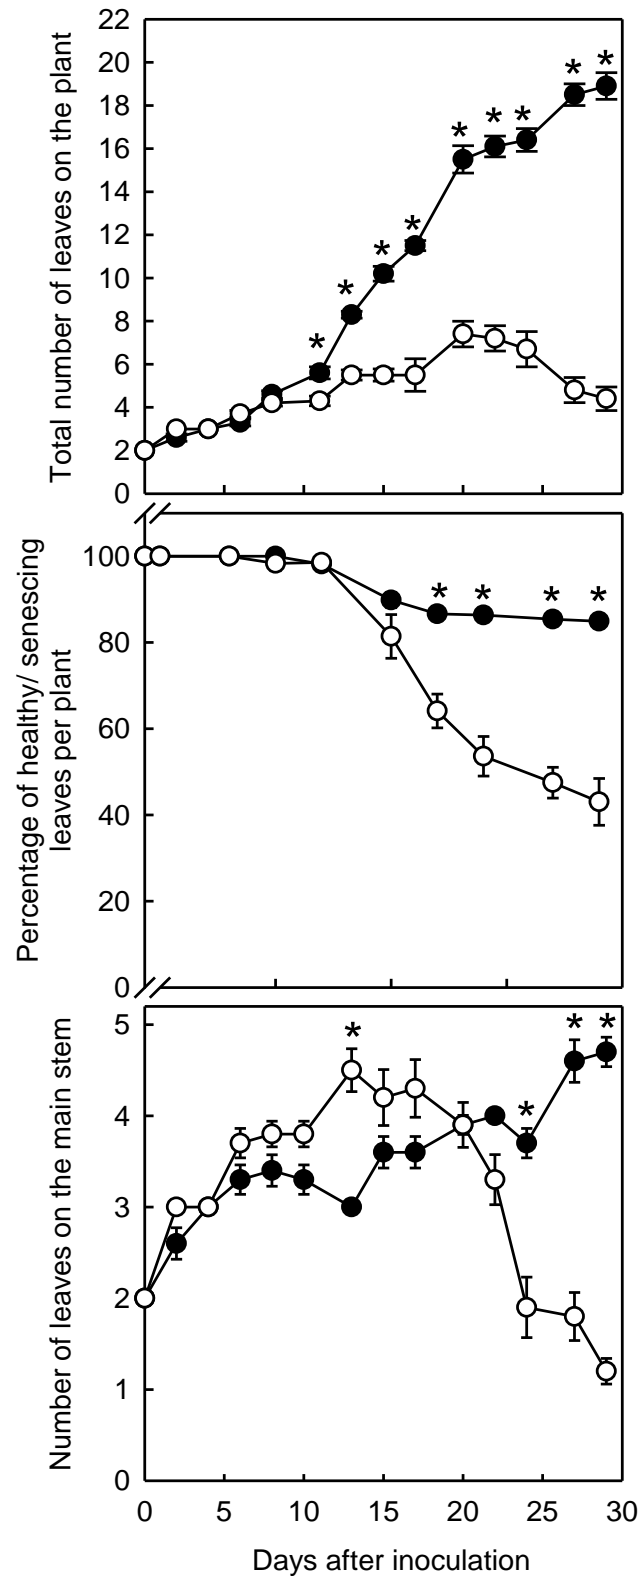 Total number of leaves on the plant
22
20
18
16
14
12
10
8
6
4
2
0
* * * * * * * * *
Percentage of healthy/ senescing
leaves per plant
100
80
60
40
20
0
* * * *
Number of leaves on the main stem
5
4
3
2
1
0
* * * *
0 5 10 15 20 25 30
Days after inoculation